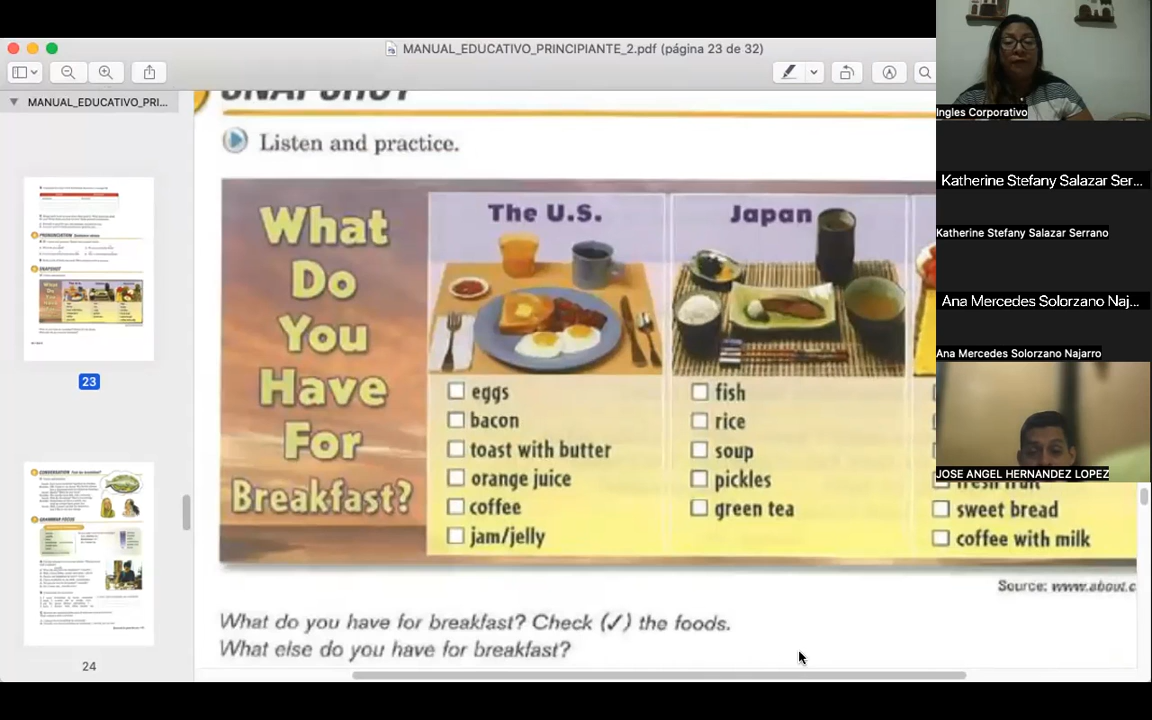 MANUAL_EDUCATIVO_PRINCIPIANTE_2.pdf (página 23 de 32)
MANUAL_EDUCATIVO_PRI...
23
24
SNAPSHOT
Listen and practice.
What
Do
You
Have
For
Breakfast?
The U.S.
eggs
bacon
toast with butter
orange juice
coffee
jam/jelly
Japan
fish
rice
soup
pickles
green tea
fresh fruit
sweet bread
coffee with milk
Source: www.about.c
What do you have for breakfast? Check (✓) the foods.
What else do you have for breakfast?
Ingles Corporativo
Katherine Stefany Salazar Ser...
Katherine Stefany Salazar Serrano
Ana Mercedes Solorzano Naj...
Ana Mercedes Solorzano Najarro
JOSE ANGEL HERNANDEZ LOPEZ